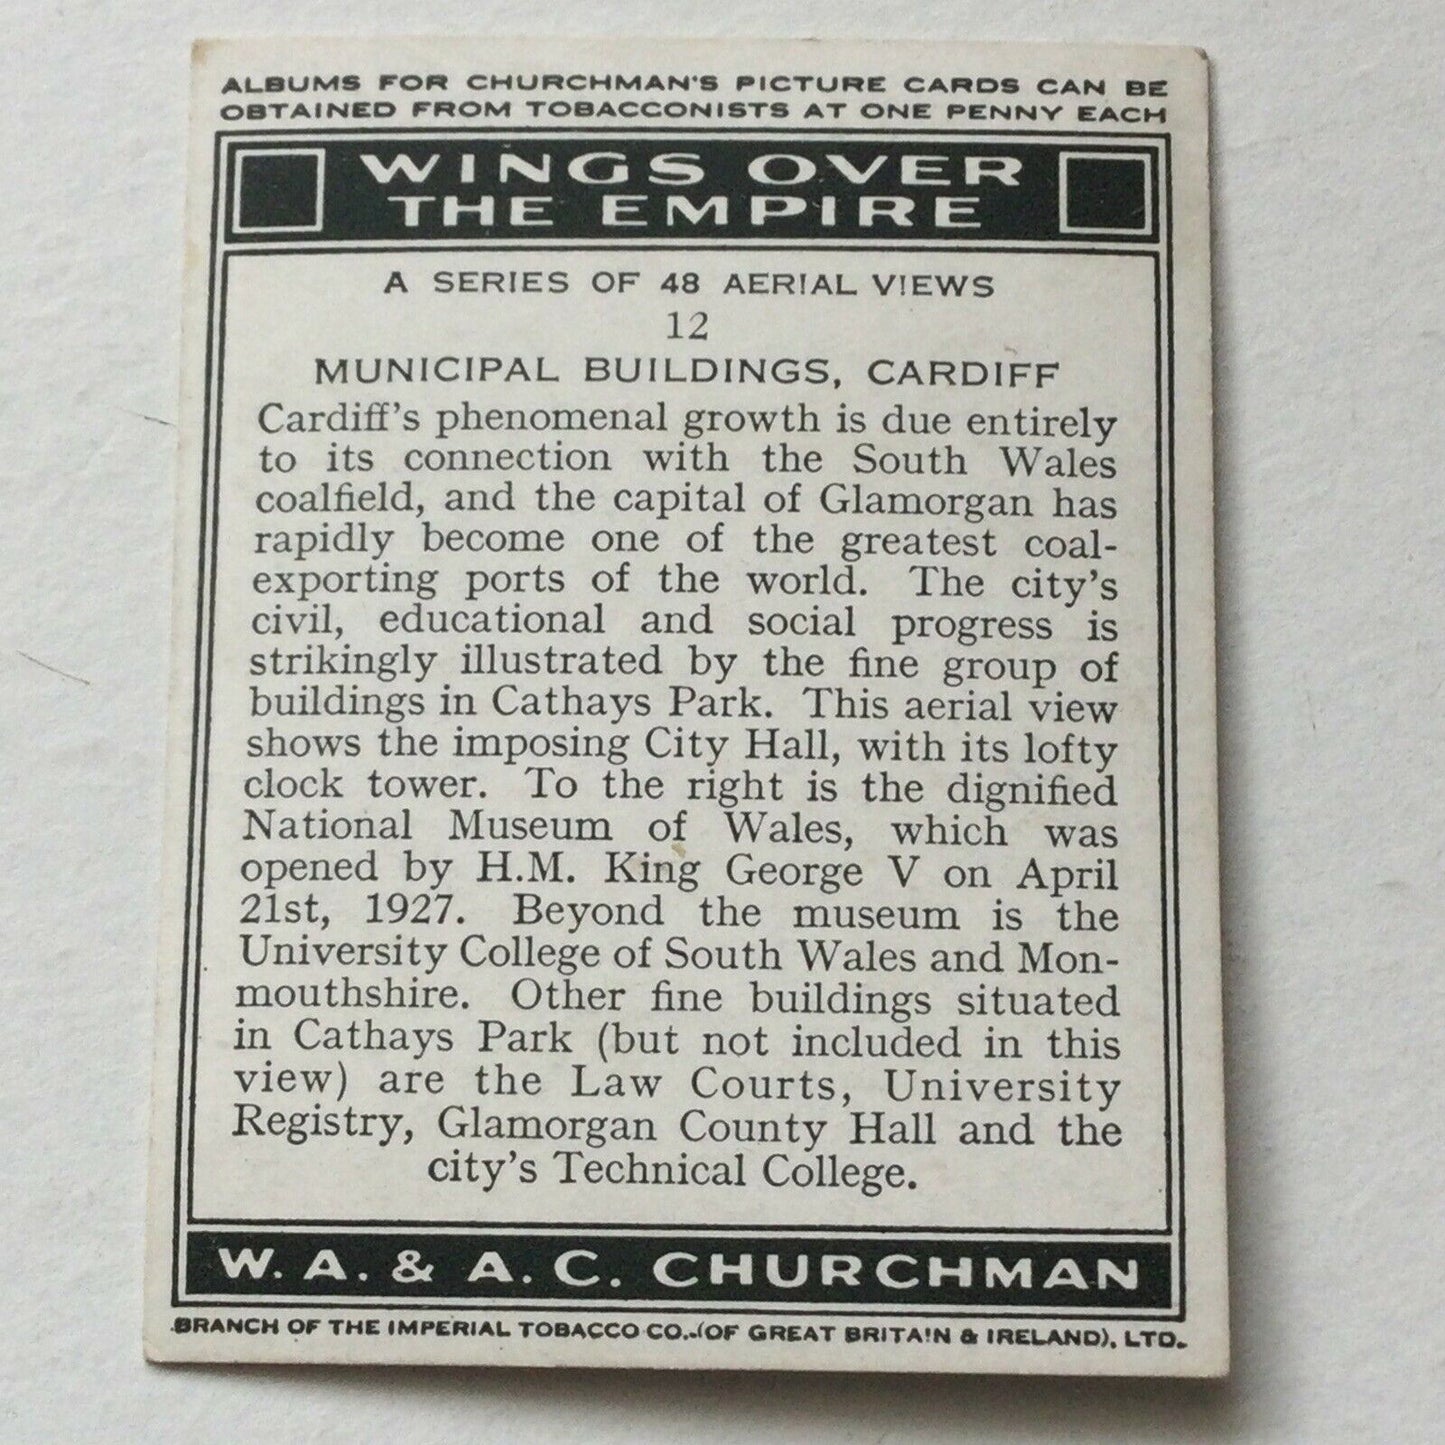 ALBUMS FOR CHURCHMAN'S PICTURE CARDS CAN BE
OBTAINED FROM TOBACCONISTS AT ONE PENNY EACH
WINGS OVER
THE EMPIRE
A SERIES OF 48 AERIAL VIEWS
12
MUNICIPAL BUILDINGS, CARDIFF
Cardiff's phenomenal growth is due entirely
to its connection with the South Wales
coalfield, and the capital of Glamorgan has
rapidly become one of the greatest coal-
exporting ports of the world. The city's
civil, educational and social progress is
strikingly illustrated by the fine group of
buildings in Cathays Park. This aerial view
shows the imposing City Hall, with its lofty
clock tower. To the right is the dignified
National Museum of Wales, which was
opened by H.M. King George V on April
21st, 1927. Beyond the museum is the
University College of South Wales and Mon-
mouthshire. Other fine buildings situated
in Cathays Park (but not included in this
view) are the Law Courts, University
Registry, Glamorgan County Hall and the
city's Technical College.
W. A. & A. C. CHURCHMAN
BRANCH OF THE IMPERIAL TOBACCO CO. (OF GREAT BRITAIN & IRELAND), LTD.